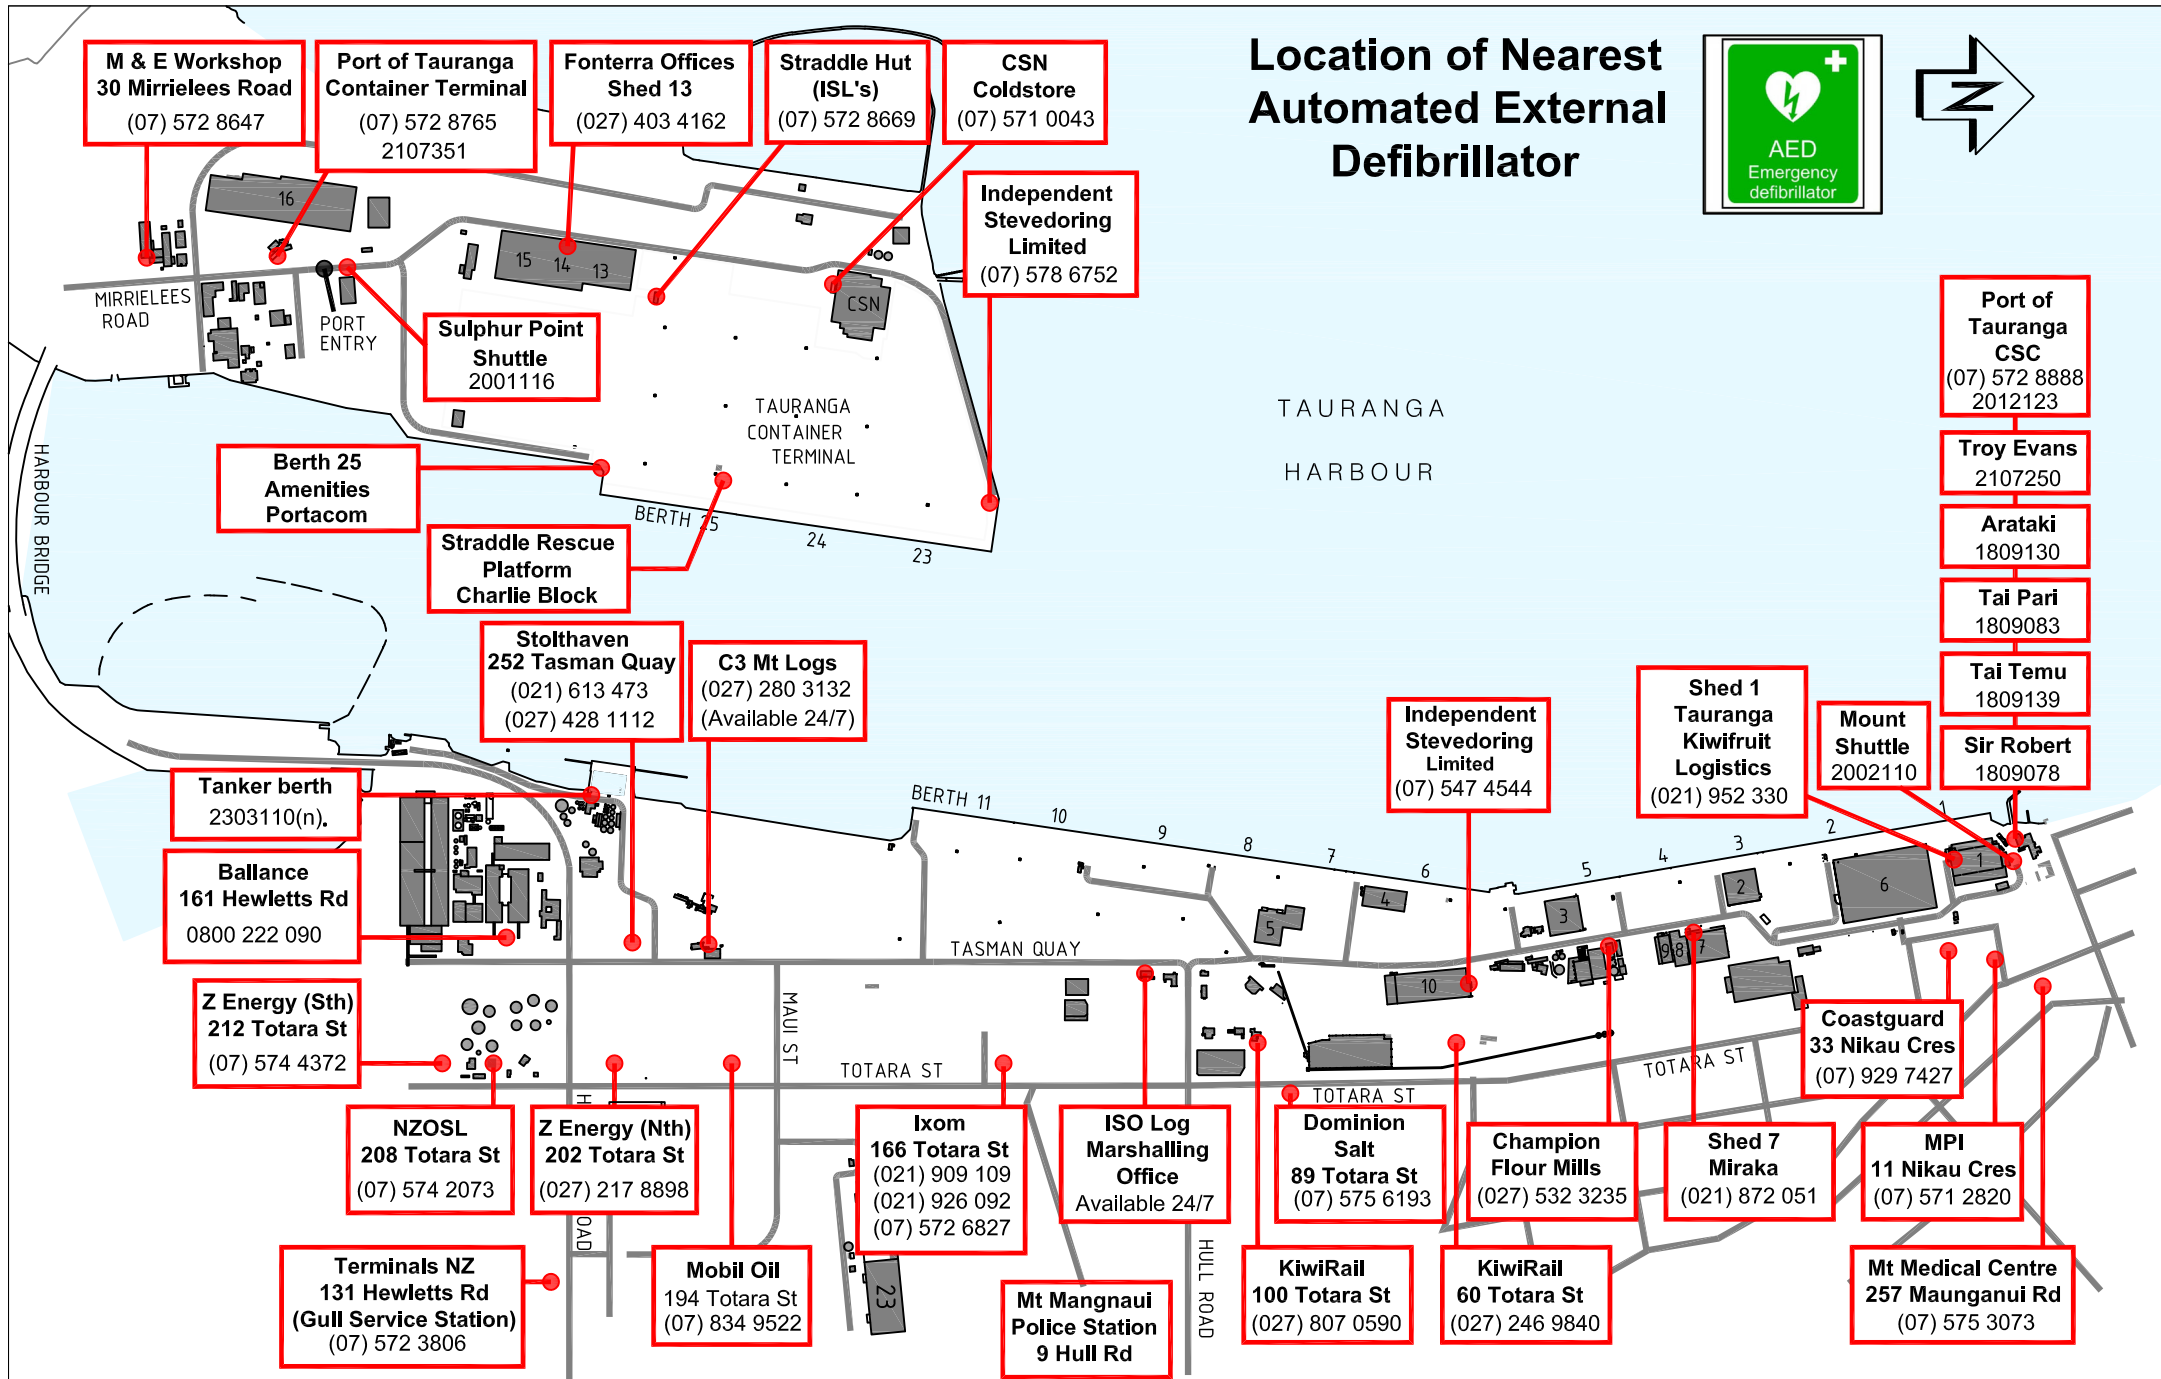 Location of Nearest
Automated External
Defibrillator
AED
Emergency
defibrillator
N
M & E Workshop
30 Mirrielees Road
(07) 572 8647
Port of Tauranga
Container Terminal
(07) 572 8765
2107351
Fonterra Offices
Shed 13
(027) 403 4162
Straddle Hut
(ISL's)
(07) 572 8669
CSN
Coldstore
(07) 571 0043
Independent
Stevedoring
Limited
(07) 578 6752
16
15
14
13
CSN
MIRRIELEES
ROAD
PORT
ENTRY
Sulphur Point
Shuttle
2001116
TAURANGA
CONTAINER
TERMINAL
TAURANGA
HARBOUR
Port of
Tauranga
CSC
(07) 572 8888
2012123
Troy Evans
2107250
Arataki
1809130
Tai Pari
1809083
Tai Temu
1809139
Sir Robert
1809078
HARBOUR BRIDGE
Berth 25
Amenities
Portacom
BERTH 25
24
23
Straddle Rescue
Platform
Charlie Block
Stolthaven
252 Tasman Quay
(021) 613 473
(027) 428 1112
C3 Mt Logs
(027) 280 3132
(Available 24/7)
Independent
Stevedoring
Limited
(07) 547 4544
Shed 1
Tauranga
Kiwifruit
Logistics
(021) 952 330
Mount
Shuttle
2002110
Tanker berth
2303110(n).
Ballance
161 Hewletts Rd
0800 222 090
BERTH 11
10
9
8
7
6
5
4
3
2
1
5
4
3
2
6
1
10
9
8
7
TASMAN QUAY
MAUI ST
Z Energy (Sth)
212 Totara St
(07) 574 4372
TOTARA ST
TOTARA ST
TOTARA ST
Coastguard
33 Nikau Cres
(07) 929 7427
NZOSL
208 Totara St
(07) 574 2073
H
ROAD
Z Energy (Nth)
202 Totara St
(027) 217 8898
Ixom
166 Totara St
(021) 909 109
(021) 926 092
(07) 572 6827
ISO Log
Marshalling
Office
Available 24/7
Dominion
Salt
89 Totara St
(07) 575 6193
Champion
Flour Mills
(027) 532 3235
Shed 7
Miraka
(021) 872 051
MPI
11 Nikau Cres
(07) 571 2820
Terminals NZ
131 Hewletts Rd
(Gull Service Station)
(07) 572 3806
Mobil Oil
194 Totara St
(07) 834 9522
23
Mt Mangnaui
Police Station
9 Hull Rd
HULL ROAD
KiwiRail
100 Totara St
(027) 807 0590
KiwiRail
60 Totara St
(027) 246 9840
Mt Medical Centre
257 Maunganui Rd
(07) 575 3073